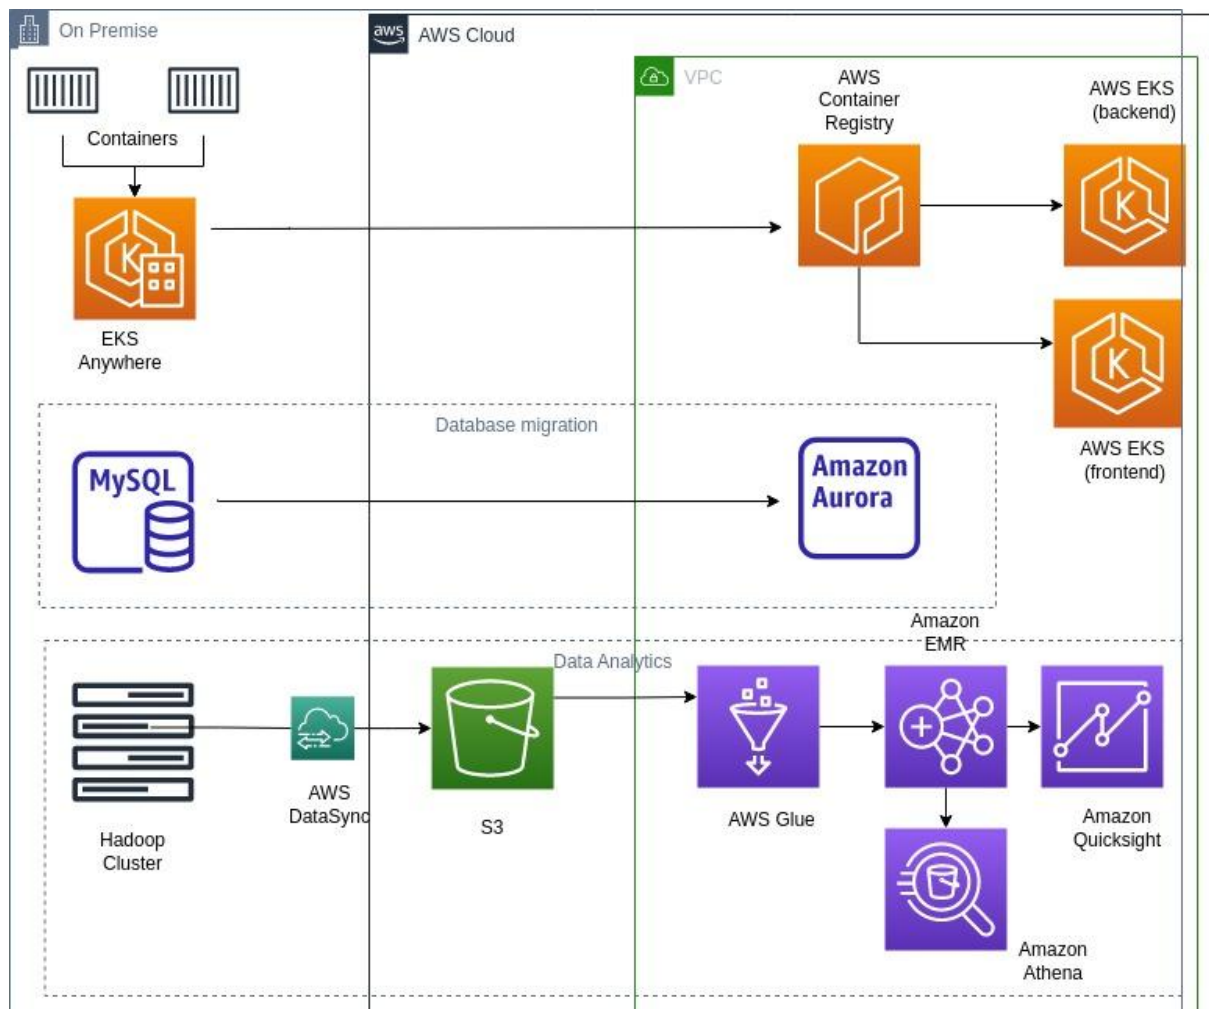 On Premise
aws
AWS Cloud
VPC
Containers
AWS
Container
Registry
AWS EKS
(backend)
K
K
EKS
Anywhere
K
AWS EKS
(frontend)
Database migration
MySQL
Amazon
Aurora
Amazon
EMR
Data Analytics
AWS
DataSync
Hadoop
Cluster
S3
AWS Glue
Amazon
Quicksight
Amazon
Athena